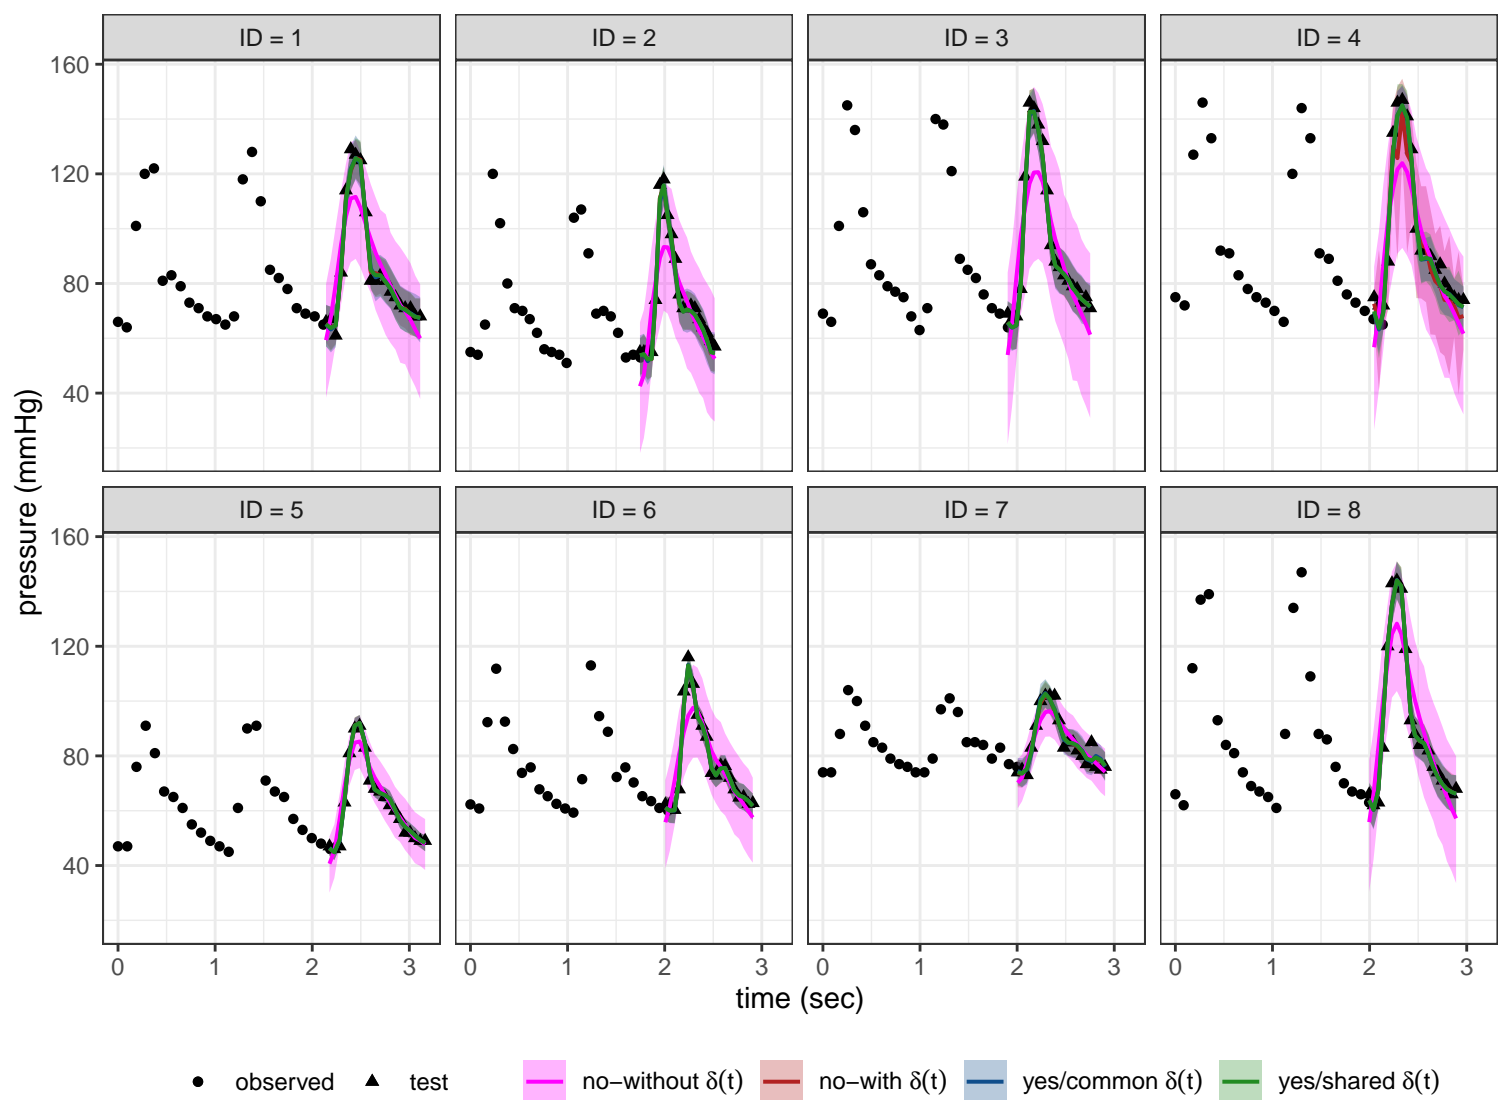 ID = 1
ID = 2
ID = 3
ID = 4
160
120
80
40
ID = 5
ID = 6
ID = 7
ID = 8
160
120
80
40
0 1 2 3
0 1 2 3
0 1 2 3
0 1 2 3
pressure (mmHg)
time (sec)
observed test no−without δ(t) no−with δ(t) yes/common δ(t) yes/shared δ(t)